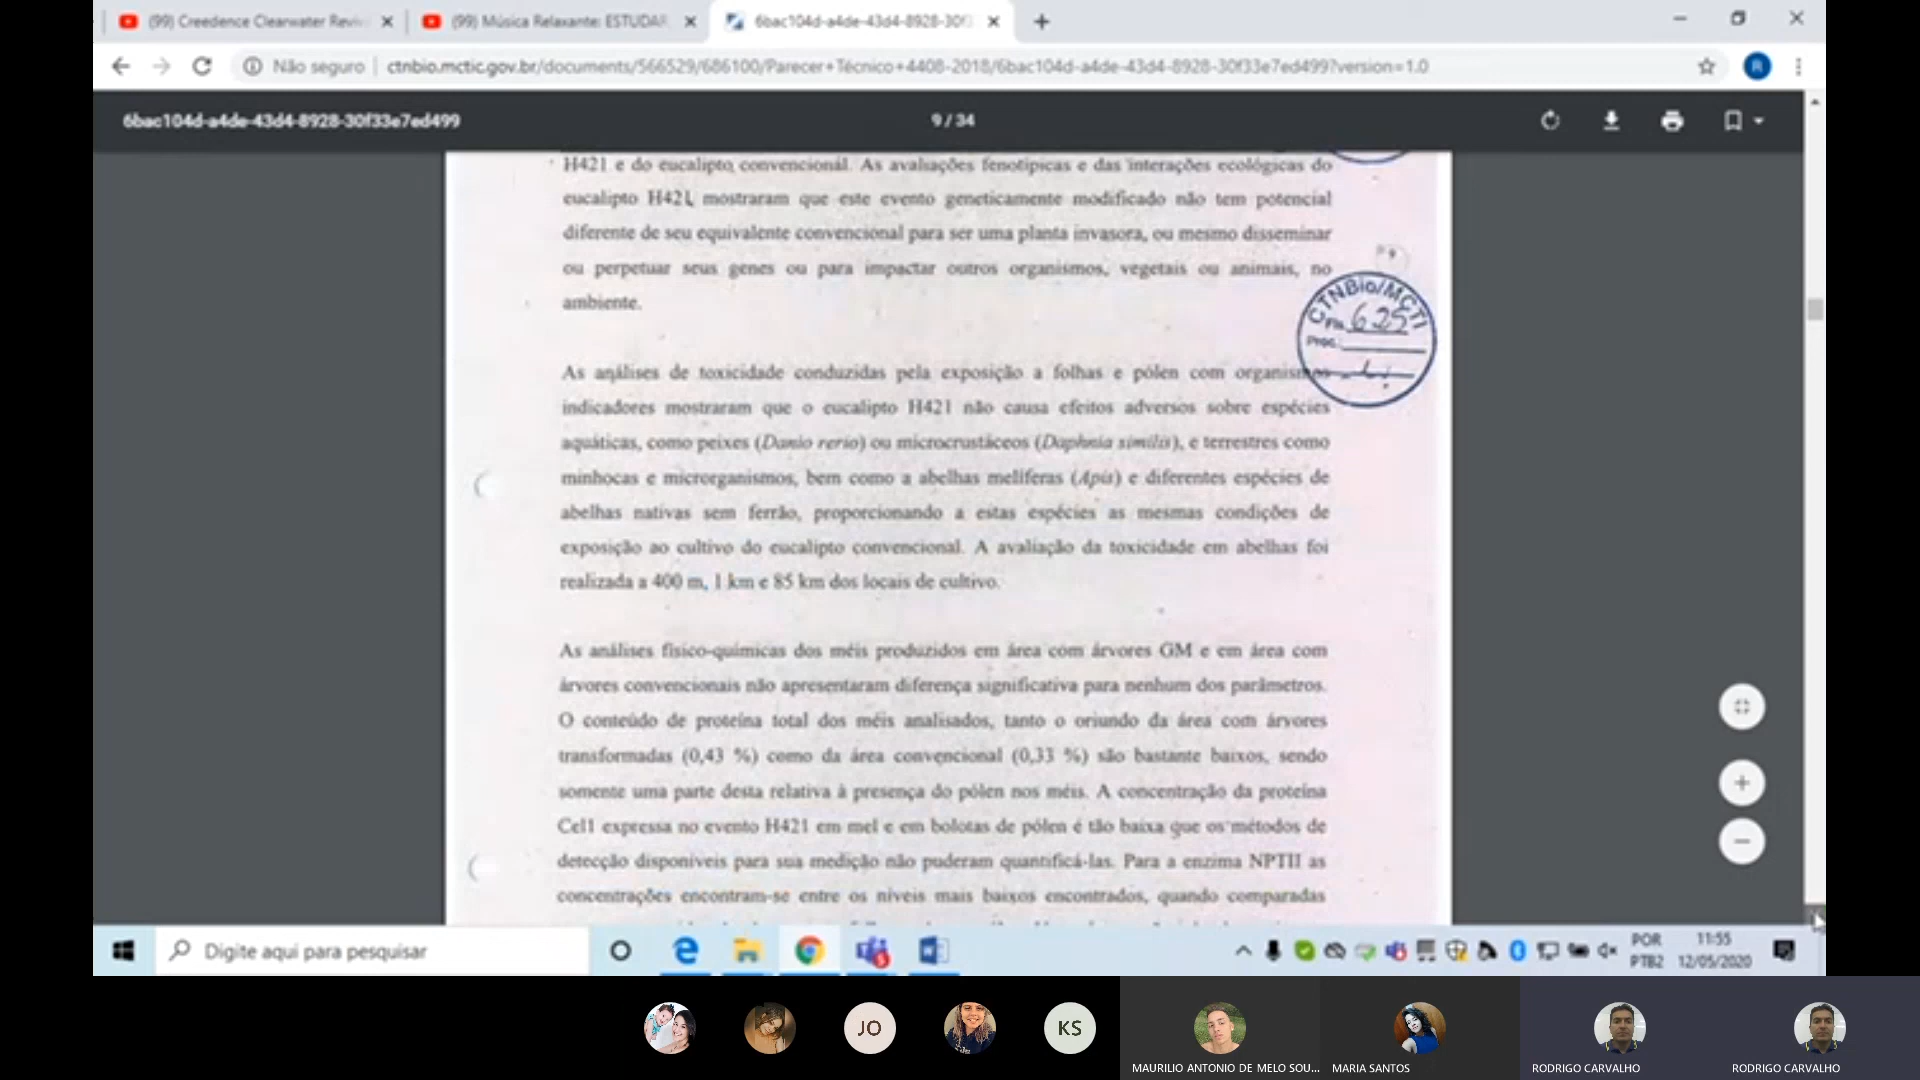 (99) Creedence Clearwater Reviv
(99) Música Relaxante: ESTUDAR
6bac104d-a4de-43d4-8928-30f3
Não seguro
ctnbio.mctic.gov.br/documents/566529/686100/Parecer+Técnico+4408-2018/6bac104d-a4de-43d4-8928-30f33e7ed499?version=1.0
R
6bac104d-a4de-43d4-8928-30f33e7ed499
9 / 34
H421 e do eucalipto convencional. As avaliações fenotípicas e das interações ecológicas do
eucalipto H421, mostraram que este evento geneticamente modificado não tem potencial
diferente de seu equivalente convencional para ser uma planta invasora, ou mesmo disseminar
ou perpetuar seus genes ou para impactar outros organismos, vegetais ou animais, no
ambiente.
CTNBio/MCTI
Fls. 625
Proc.
As análises de toxicidade conduzidas pela exposição a folhas e pólen com organismos
indicadores mostraram que o eucalipto H421 não causa efeitos adversos sobre espécies
aquáticas, como peixes (Danio rerio) ou microcrustáceos (Daphnia similis), e terrestres como
minhocas e microrganismos, bem como a abelhas melíferas (Apis) e diferentes espécies de
abelhas nativas sem ferrão, proporcionando a estas espécies as mesmas condições de
exposição ao cultivo do eucalipto convencional. A avaliação da toxicidade em abelhas foi
realizada a 400 m, 1 km e 85 km dos locais de cultivo.
As análises físico-químicas dos méis produzidos em área com árvores GM e em área com
árvores convencionais não apresentaram diferença significativa para nenhum dos parâmetros.
O conteúdo de proteína total dos méis analisados, tanto o oriundo da área com árvores
transformadas (0,43 %) como da área convencional (0,33 %) são bastante baixos, sendo
somente uma parte desta relativa à presença do pólen nos méis. A concentração da proteína
Cel1 expressa no evento H421 em mel e em bolotas de pólen é tão baixa que os métodos de
detecção disponíveis para sua medição não puderam quantificá-las. Para a enzima NPTII as
concentrações encontram-se entre os níveis mais baixos encontrados, quando comparadas
Digite aqui para pesquisar
POR
PTB2
11:55
12/05/2020
JO
KS
MAURILIO ANTONIO DE MELO SOU...
MARIA SANTOS
RODRIGO CARVALHO
RODRIGO CARVALHO